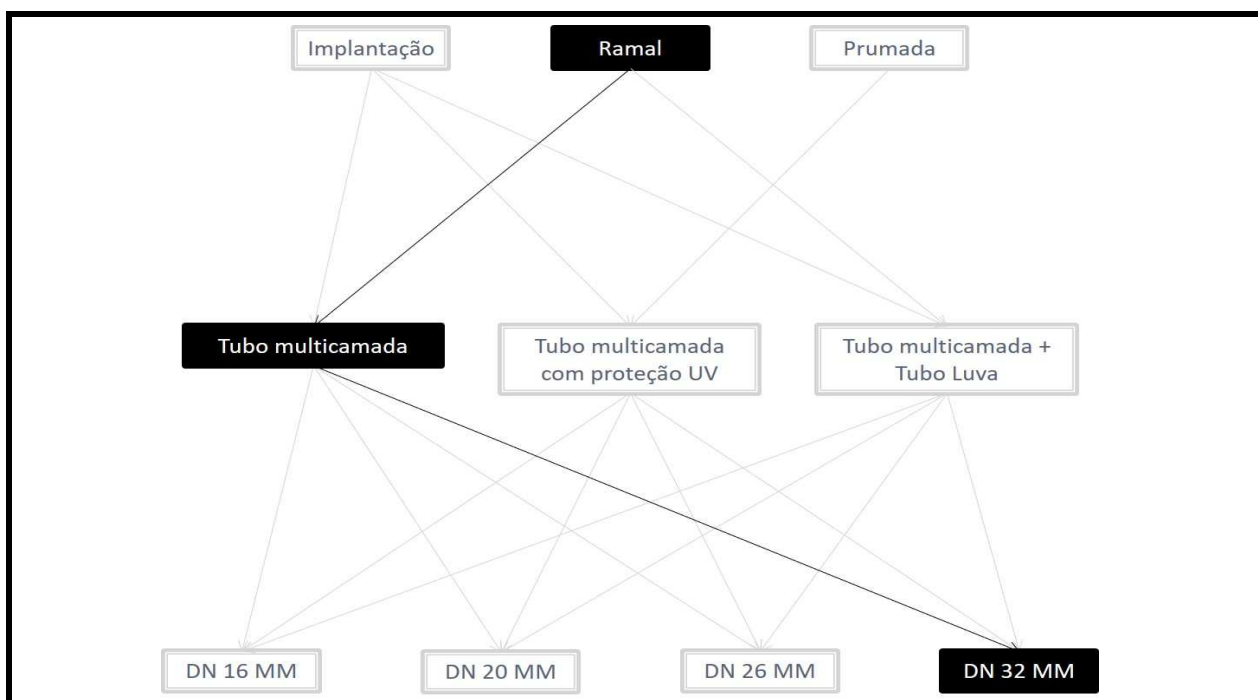 Implantação
Ramal
Prumada
Tubo multicamada
Tubo multicamada
com proteção UV
Tubo multicamada +
Tubo Luva
DN 16 MM
DN 20 MM
DN 26 MM
DN 32 MM